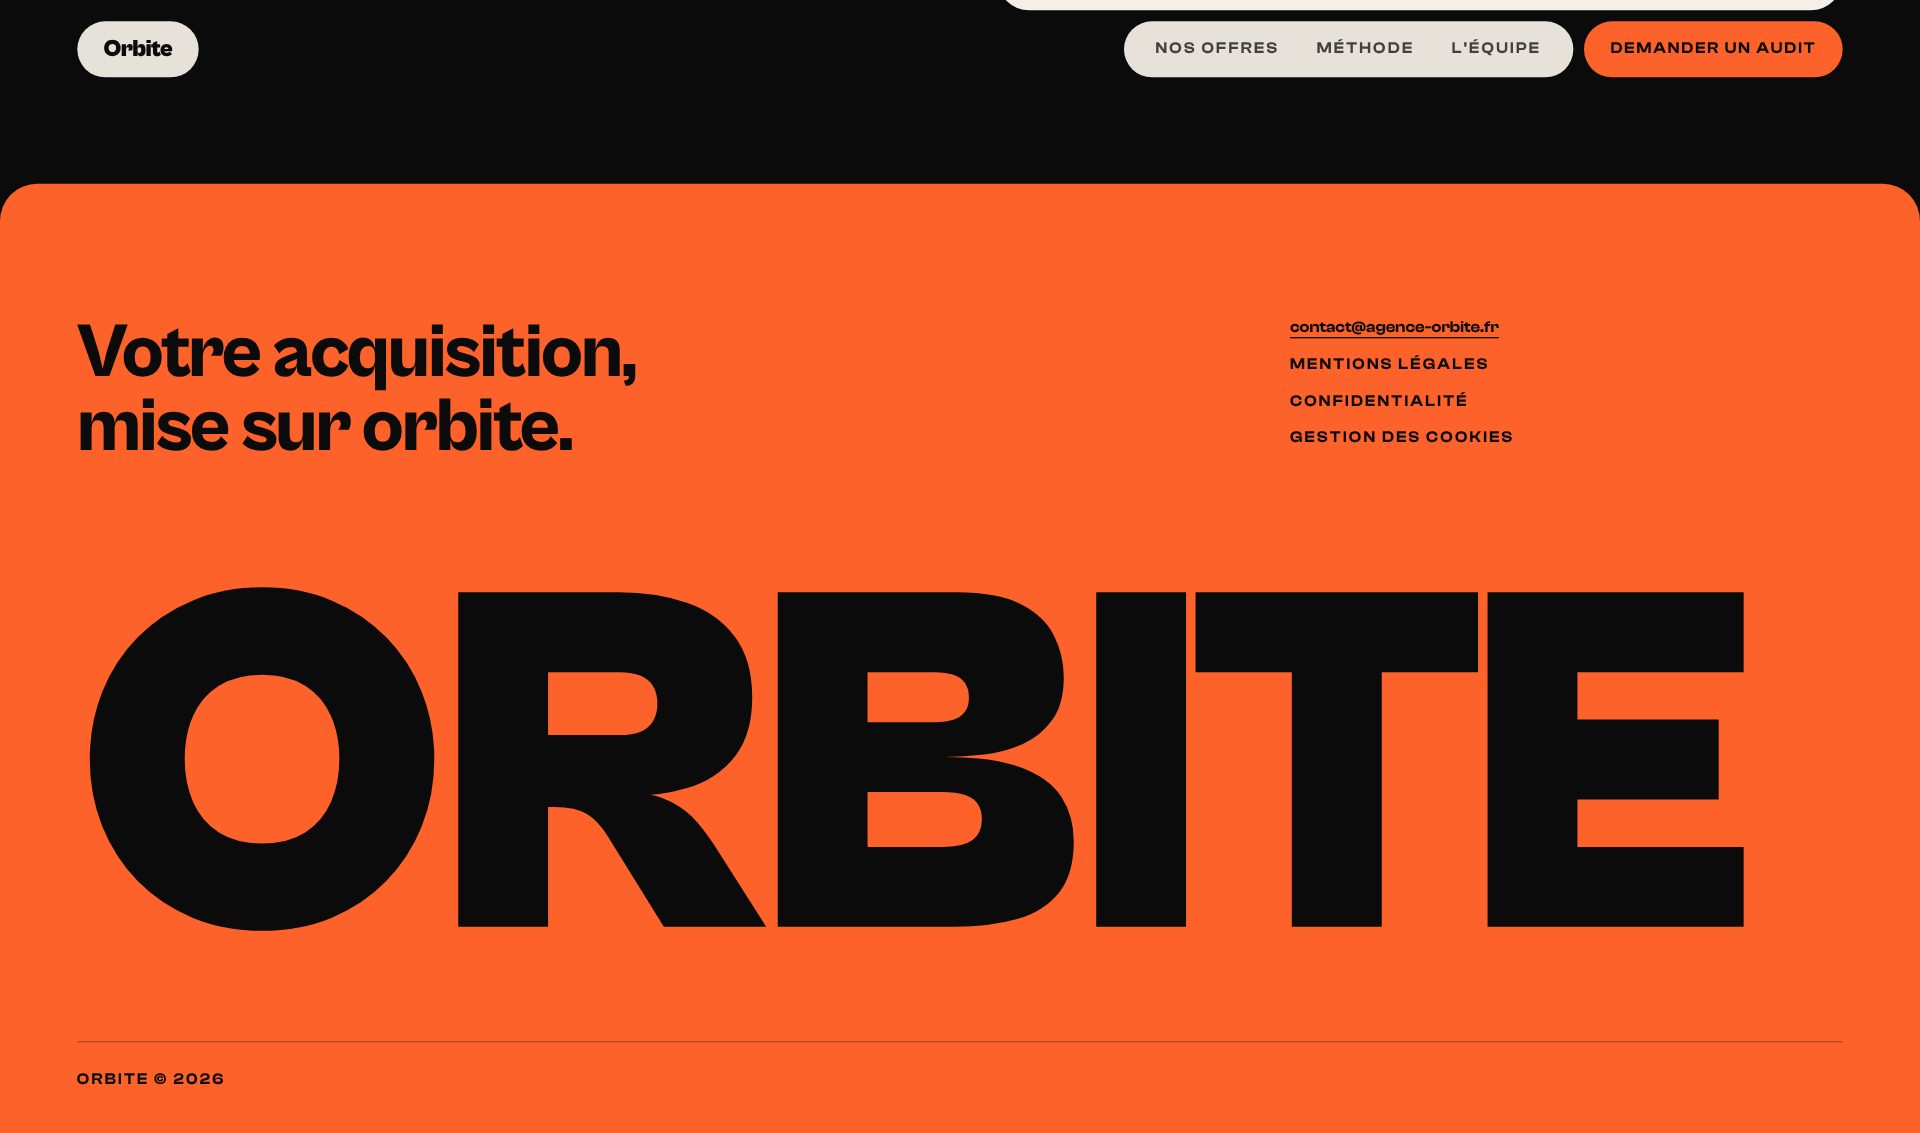 Orbite
NOS OFFRES MÉTHODE L'ÉQUIPE DEMANDER UN AUDIT
Votre acquisition,
mise sur orbite.
contact@agence-orbite.fr
MENTIONS LÉGALES
CONFIDENTIALITÉ
GESTION DES COOKIES
ORBITE
ORBITE © 2026